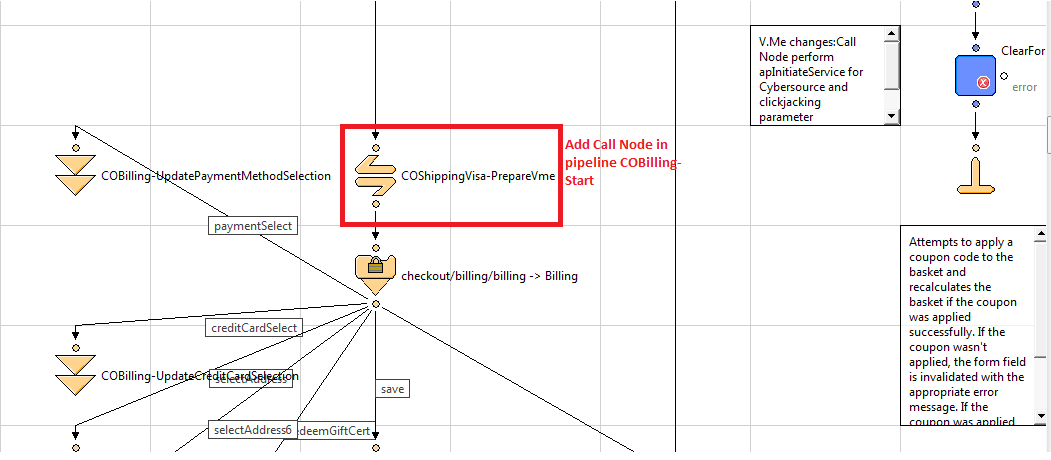 V.Me changes:Call
Node perform
apInitiateService for
Cybersource and
clickjacking
parameter
ClearFor
error
Add Call Node in
pipeline COBilling-
Start
COBilling-UpdatePaymentMethodSelection
COShippingVisa-PrepareVme
paymentSelect
checkout/billing/billing -> Billing
Attempts to apply a
coupon code to the
basket and
recalculates the
basket if the coupon
was applied
successfully. If the
coupon wasn't
applied, the form field
is invalidated with the
appropriate error
message. If the
coupon was applied
creditCardSelect
COBilling-UpdateCreditCardSelection
selectAddress
save
selectAddress6
edeemGiftCert